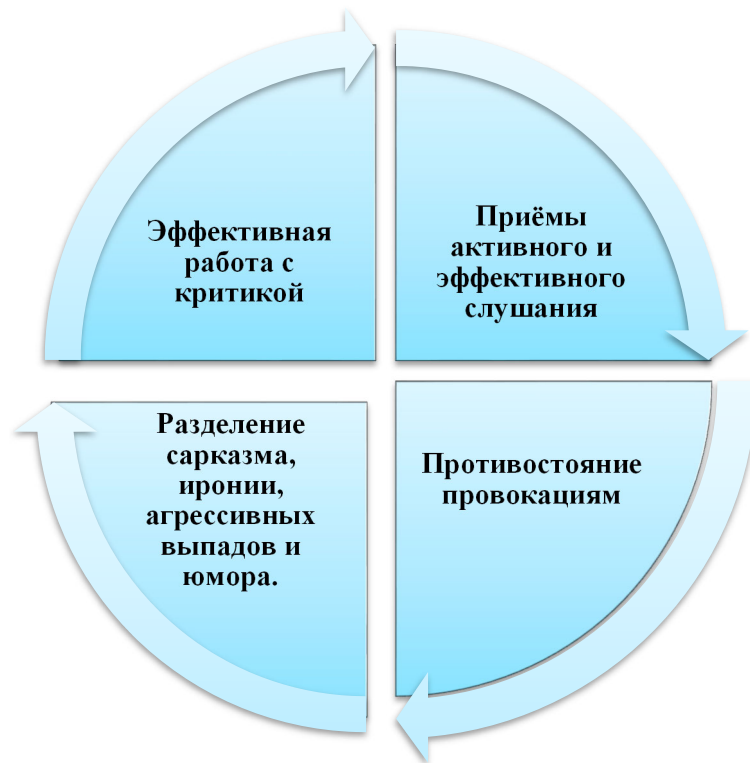 Эффективная
работа с
критикой
Приёмы
активного и
эффективного
слушания
Разделение
сарказма,
иронии,
агрессивных
выпадов и
юмора.
Противостояние
провокациям